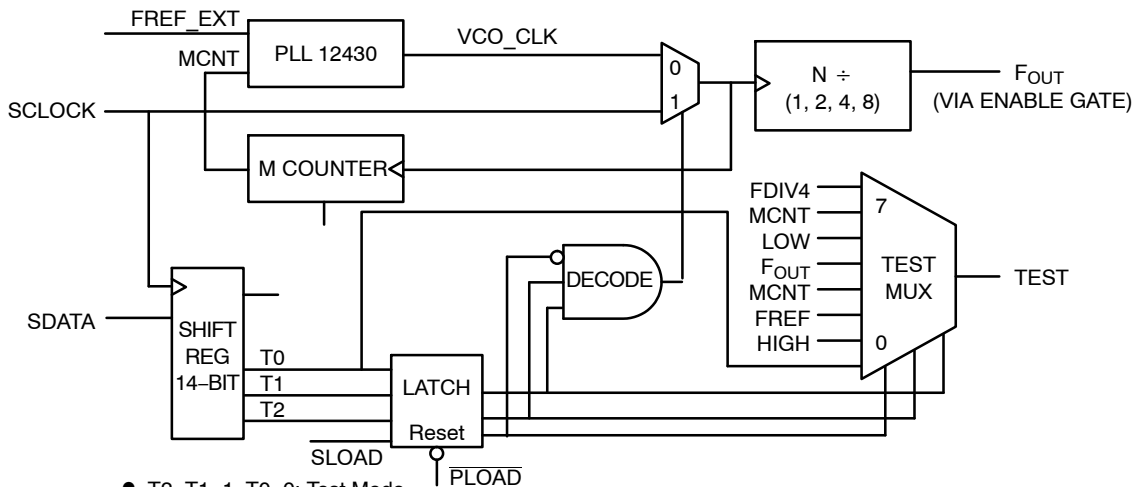 FREF_EXT
MCNT
PLL 12430
VCO_CLK
SCLOCK
0
1
N ÷
(1, 2, 4, 8)
FOUT
(VIA ENABLE GATE)
M COUNTER
FDIV4
MCNT
LOW
FOUT
MCNT
FREF
HIGH
7
TEST
MUX
0
TEST
DECODE
SDATA
SHIFT
REG
14–BIT
T0
T1
T2
LATCH
Reset
SLOAD
PLOAD